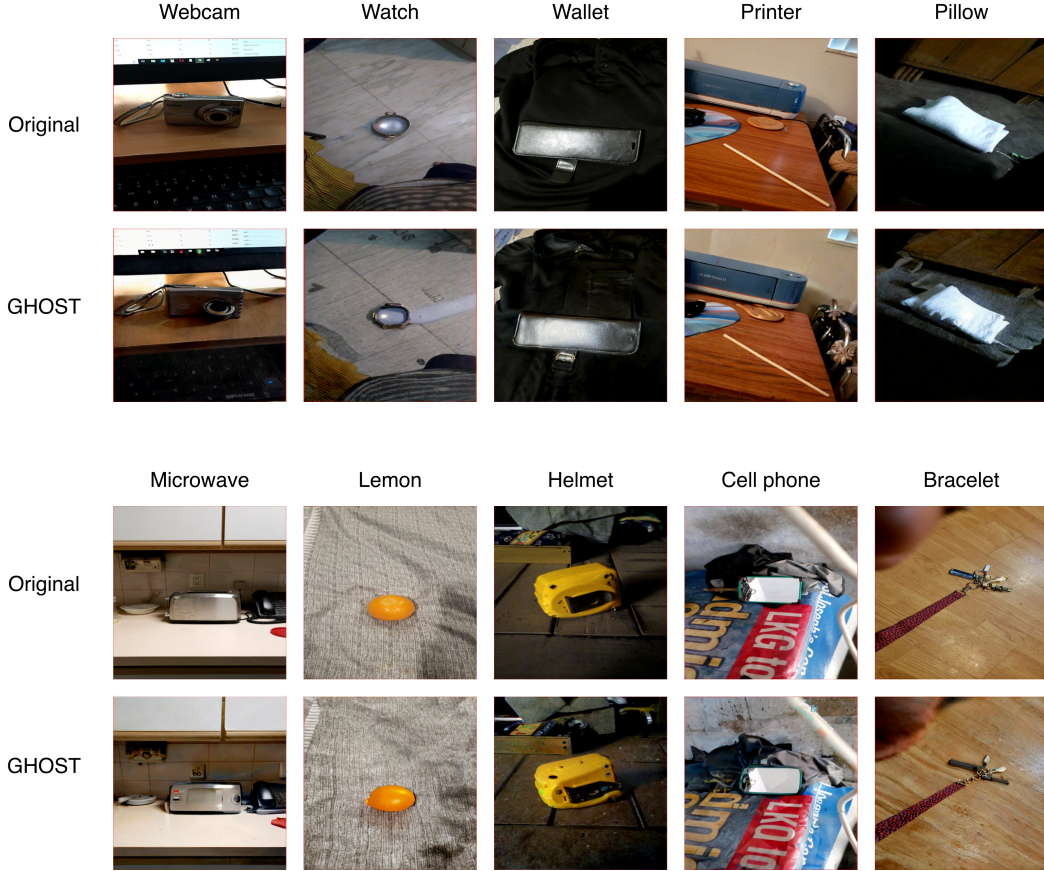 Webcam Watch Wallet Printer Pillow
Original
GHOST
Microwave Lemon Helmet Cell phone Bracelet
Original
LKG to
GHOST